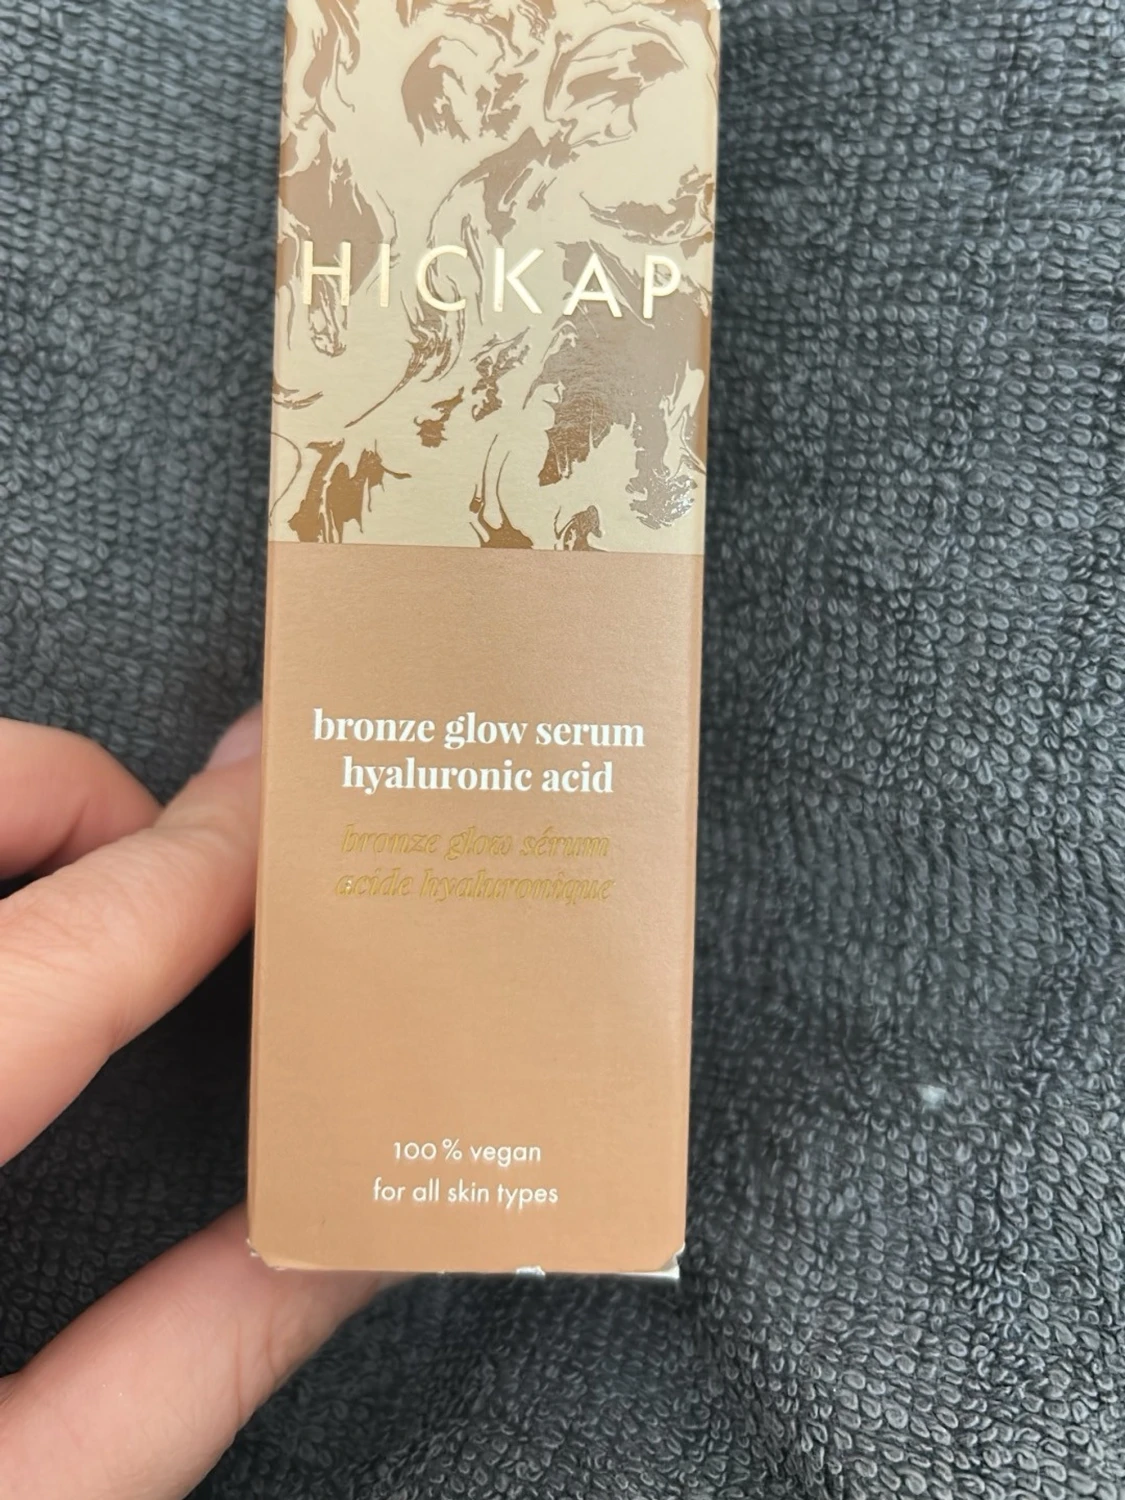 HICKAP
bronze glow serum
hyaluronic acid
bronze glow sérum
acide hyaluronique
100% vegan
for all skin types